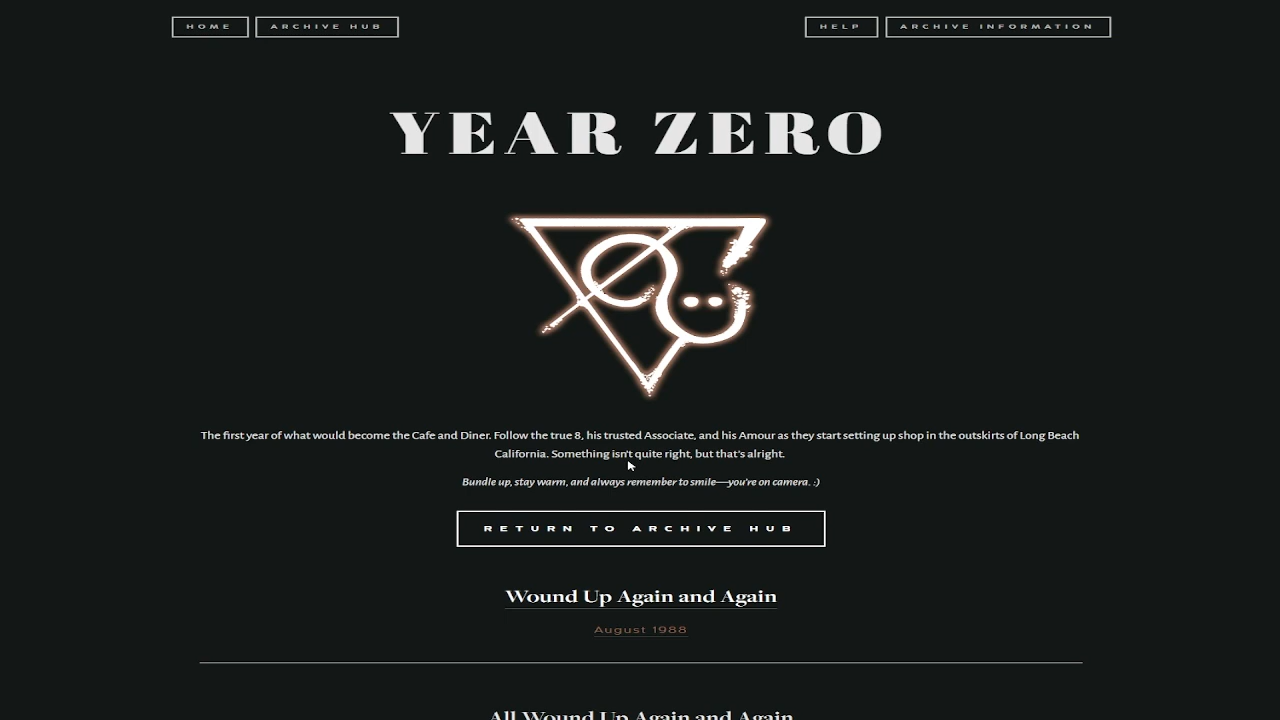 HOME
ARCHIVE HUB
HELP
ARCHIVE INFORMATION
YEAR ZERO
The first year of what would become the Cafe and Diner. Follow the true 8, his trusted Associate, and his Amour as they start setting up shop in the outskirts of Long Beach
California. Something isn't quite right, but that's alright.
Bundle up, stay warm, and always remember to smile—you're on camera. :)
RETURN TO ARCHIVE HUB
Wound Up Again and Again
August 1988
All Wound Up Again and Again